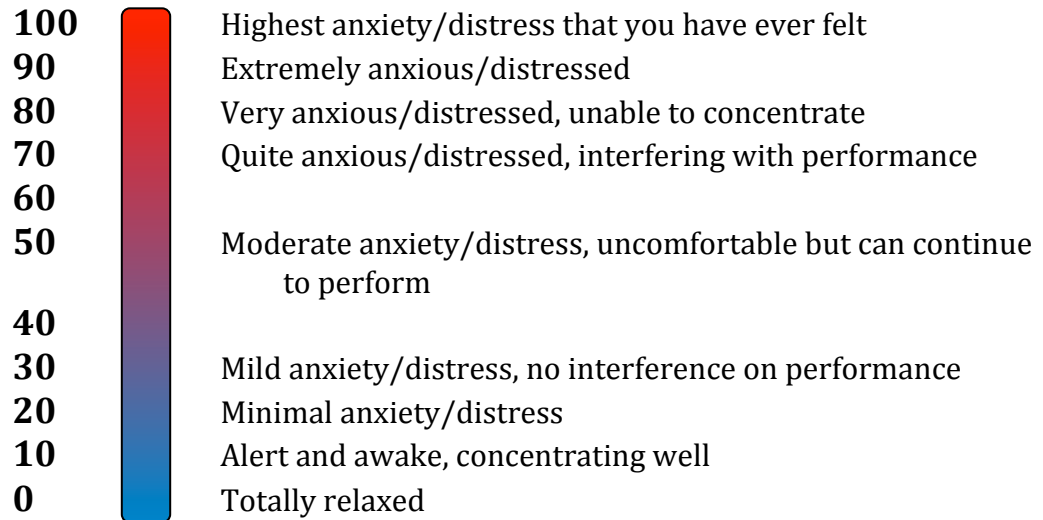 100 Highest anxiety/distress that you have ever felt
90 Extremely anxious/distressed
80 Very anxious/distressed, unable to concentrate
70 Quite anxious/distressed, interfering with performance
60
50 Moderate anxiety/distress, uncomfortable but can continue
to perform
40
30 Mild anxiety/distress, no interference on performance
20 Minimal anxiety/distress
10 Alert and awake, concentrating well
0 Totally relaxed